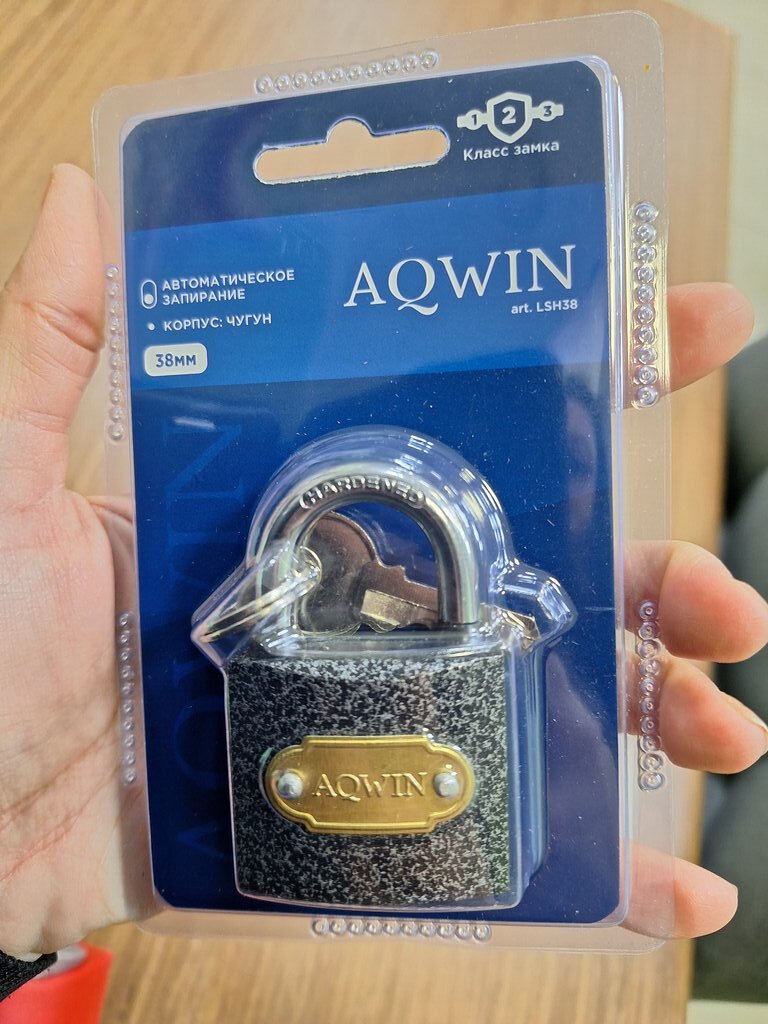 1 2 3
Класс замка
АВТОМАТИЧЕСКОЕ
ЗАПИРАНИЕ
• КОРПУС: ЧУГУН
38мм
AQWIN
art. LSH38
AQWIN
HARDENED
AQWIN